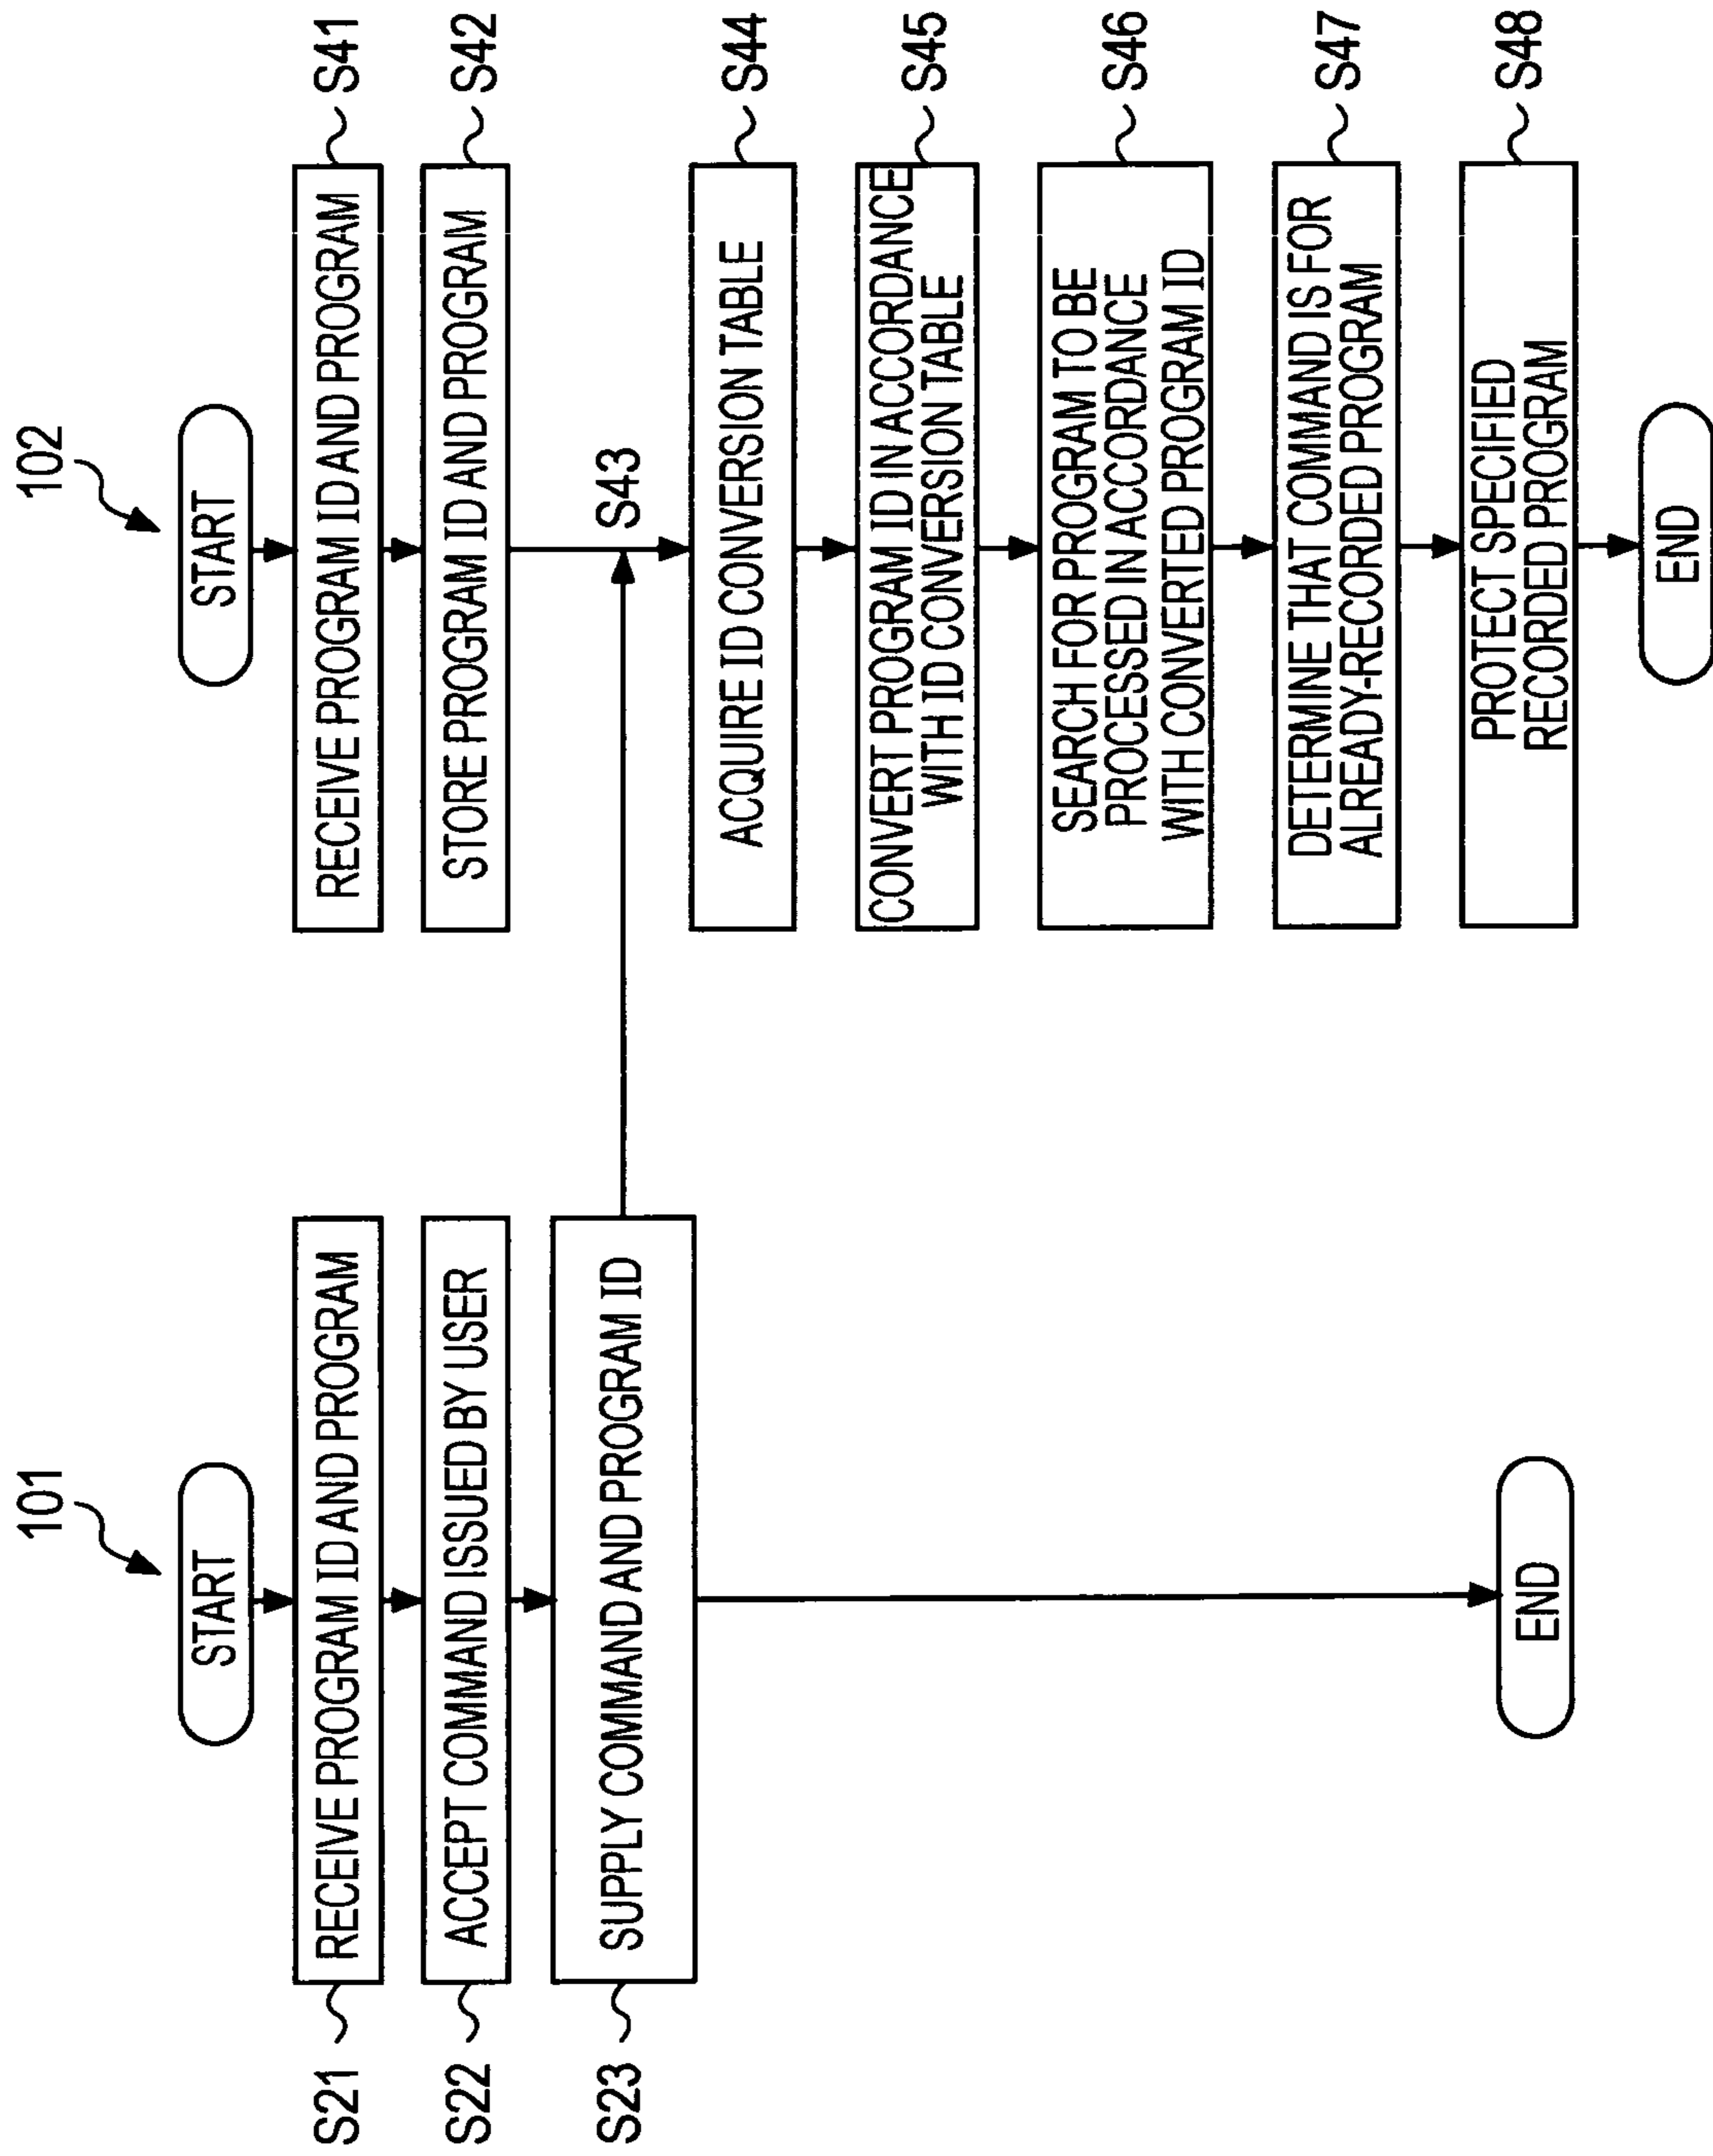 101
START
S21
RECEIVE PROGRAM ID AND PROGRAM
S22
ACCEPT COMMAND ISSUED BY USER
S23
SUPPLY COMMAND AND PROGRAM ID
END
102
START
RECEIVE PROGRAM ID AND PROGRAM
S41
STORE PROGRAM ID AND PROGRAM
S42
S43
ACQUIRE ID CONVERSION TABLE
S44
CONVERT PROGRAM ID IN ACCORDANCE
WITH ID CONVERSION TABLE
S45
SEARCH FOR PROGRAM TO BE
PROCESSED IN ACCORDANCE
WITH CONVERTED PROGRAM ID
S46
DETERMINE THAT COMMAND IS FOR
ALREADY-RECORDED PROGRAM
S47
PROTECT SPECIFIED
RECORDED PROGRAM
S48
END